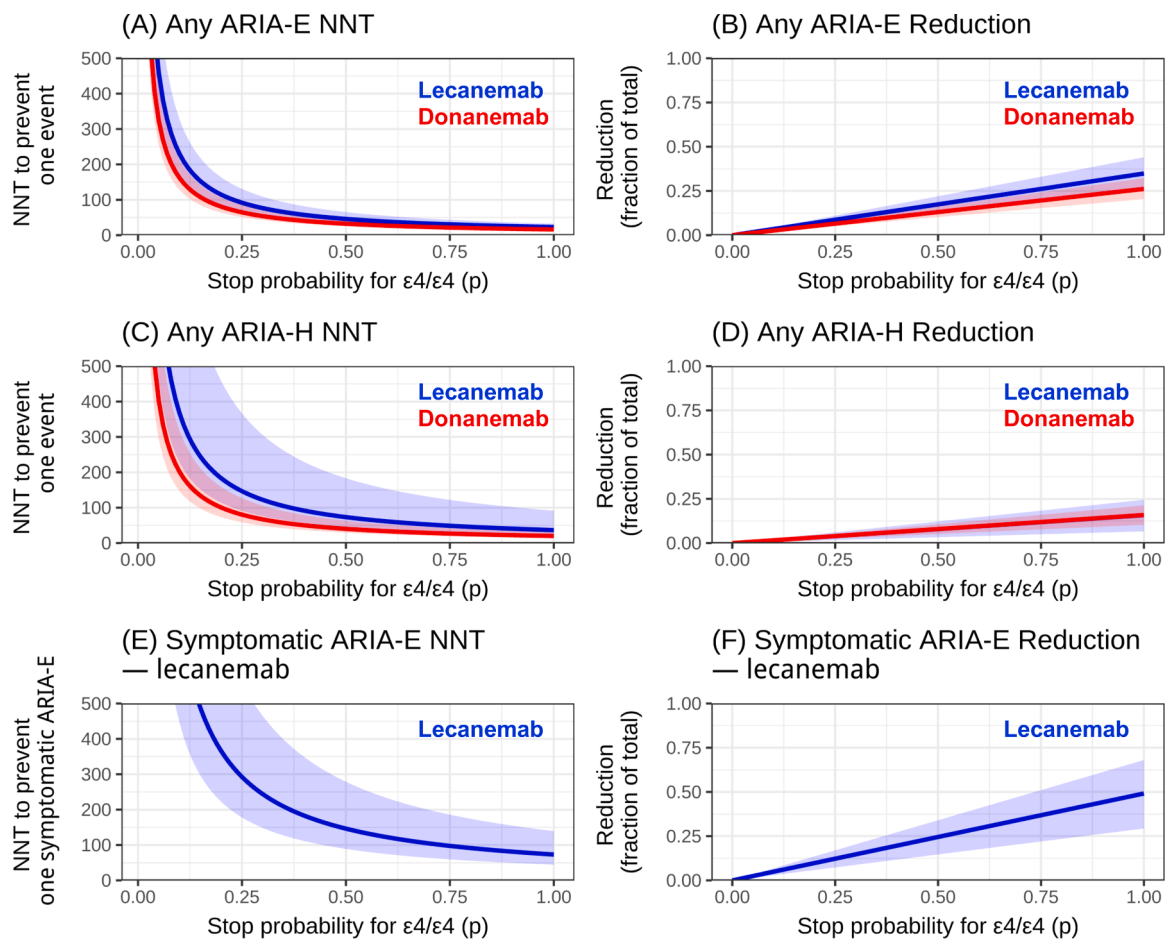 (A) Any ARIA-E NNT
NNT to prevent
one event
500
400
300
200
100
0
Lecanemab
Donanemab
0.00 0.25 0.50 0.75 1.00
Stop probability for ε4/ε4 (p)
(B) Any ARIA-E Reduction
Reduction
(fraction of total)
1.00
0.75
0.50
0.25
0.00
Lecanemab
Donanemab
0.00 0.25 0.50 0.75 1.00
Stop probability for ε4/ε4 (p)
(C) Any ARIA-H NNT
NNT to prevent
one event
500
400
300
200
100
0
Lecanemab
Donanemab
0.00 0.25 0.50 0.75 1.00
Stop probability for ε4/ε4 (p)
(D) Any ARIA-H Reduction
Reduction
(fraction of total)
1.00
0.75
0.50
0.25
0.00
Lecanemab
Donanemab
0.00 0.25 0.50 0.75 1.00
Stop probability for ε4/ε4 (p)
(E) Symptomatic ARIA-E NNT
— lecanemab
NNT to prevent
one symptomatic ARIA-E
500
400
300
200
100
0
Lecanemab
0.00 0.25 0.50 0.75 1.00
Stop probability for ε4/ε4 (p)
(F) Symptomatic ARIA-E Reduction
— lecanemab
Reduction
(fraction of total)
1.00
0.75
0.50
0.25
0.00
Lecanemab
0.00 0.25 0.50 0.75 1.00
Stop probability for ε4/ε4 (p)